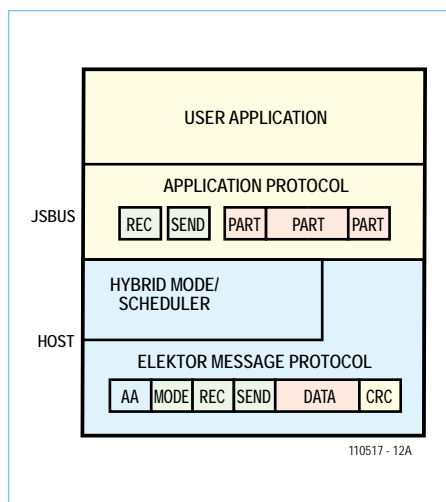 USER APPLICATION
APPLICATION PROTOCOL
JSBUS
REC SEND PART PART PART
HYBRID MODE/
SCHEDULER
HOST
ELEKTOR MESSAGE PROTOCOL
AA MODE REC SEND DATA CRC
110517 - 12A